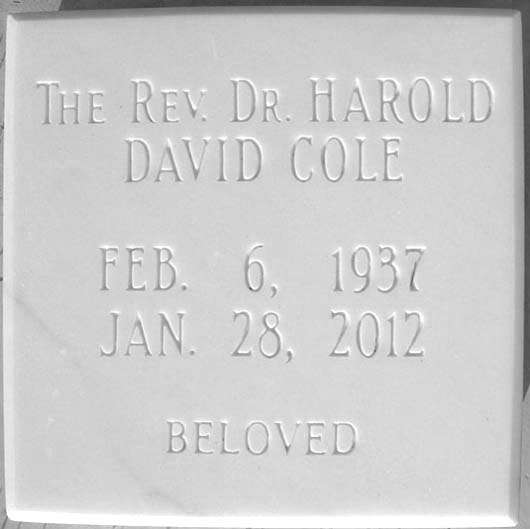 The Rev. Dr. HAROLD
DAVID COLE
FEB. 6, 1937
JAN. 28, 2012
BELOVED